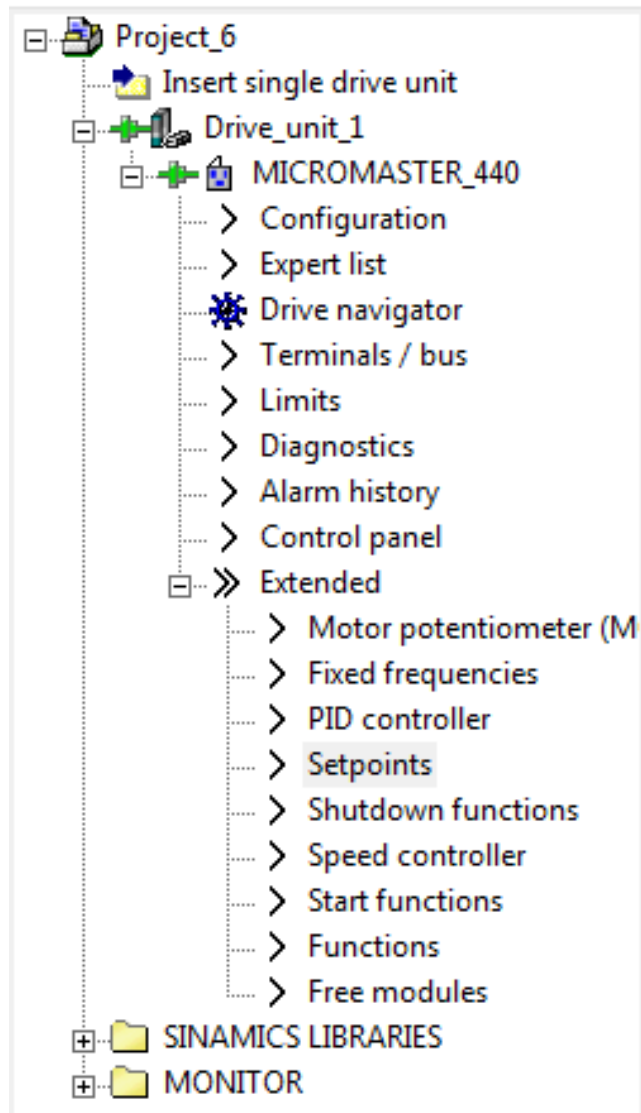 Project_6
Insert single drive unit
Drive_unit_1
MICROMASTER_440
Configuration
Expert list
Drive navigator
Terminals / bus
Limits
Diagnostics
Alarm history
Control panel
Extended
Motor potentiometer (M
Fixed frequencies
PID controller
Setpoints
Shutdown functions
Speed controller
Start functions
Functions
Free modules
SINAMICS LIBRARIES
MONITOR